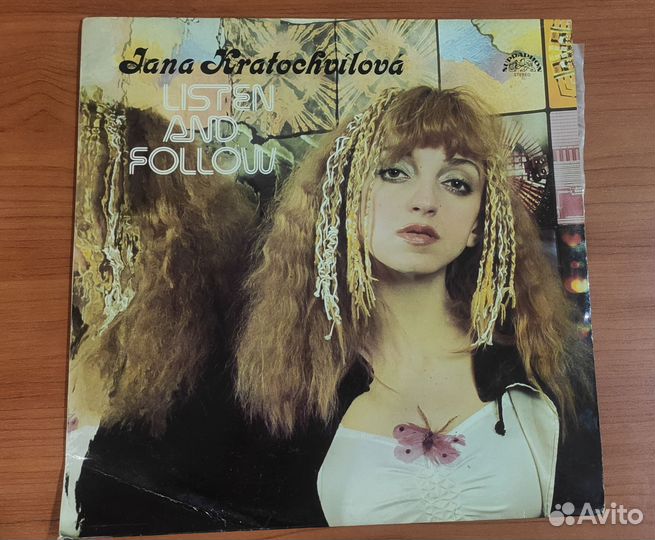 Jana Kratochvílová
SUPRAPHON
STEREO
LISTEN
AND
FOLLOW
Avito